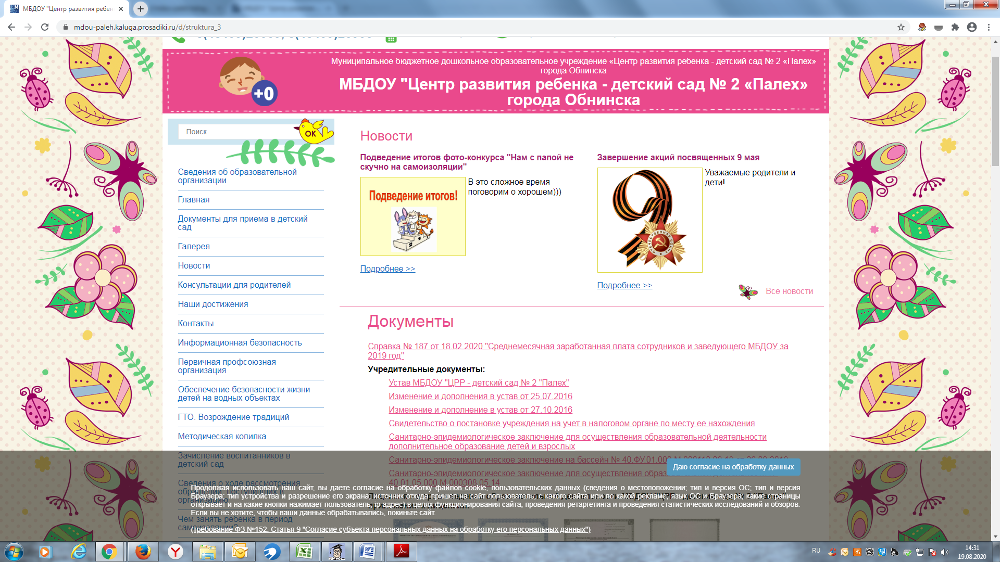 МБДОУ "Центр развития ребен
mdou-paleh.kaluga.prosadiki.ru/d/struktura_3
Муниципальное бюджетное дошкольное образовательное учреждение «Центр развития ребенка - детский сад № 2 «Палех»
города Обнинска
МБДОУ "Центр развития ребенка - детский сад № 2 «Палех»
города Обнинска
+0
Поиск
ОК
Сведения об образовательной
организации
Главная
Документы для приема в детский
сад
Галерея
Новости
Консультации для родителей
Наши достижения
Контакты
Информационная безопасность
Первичная профсоюзная
организация
Обеспечение безопасности жизни
детей на водных объектах
ГТО. Возрождение традиций
Методическая копилка
Зачисление воспитанников в
детский сад
Сведения о ходе рассмотрения
обращений, поступивших в
организацию
Чем занять ребенка в период
самоизоляции?
Новости
Подведение итогов фото-конкурса "Нам с папой не
скучно на самоизоляции"
Подведение итогов!
2 1 3
В это сложное время
поговорим о хорошем)))
Подробнее >>
Завершение акций посвященных 9 мая
ОТЕЧЕСТВЕННАЯ ВОЙНА
Уважаемые родители и
дети!
Подробнее >>
Все новости
Документы
Справка № 187 от 18.02.2020 "Среднемесячная заработанная плата сотрудников и заведующего МБДОУ за
2019 год"
Учредительные документы:
Устав МБДОУ "ЦРР - детский сад № 2 "Палех"
Изменение и дополнения в устав от 25.07.2016
Изменение и дополнение в устав от 27.10.2016
Свидетельство о постановке учреждения на учет в налоговом органе по месту ее нахождения
Санитарно-эпидемиологическое заключение для осуществления образовательной деятельности
дополнительное образование детей и взрослых
Санитарно-эпидемиологическое заключение на бассейн № 40.ФУ.01.000
Санитарно-эпидемиологическое заключение для осуществления
40.01.05.000.М.000308.05.14
Даю согласие на обработку данных
Продолжая использовать наш сайт, вы даете согласие на обработку файлов cookie, пользовательских данных (сведения о местоположении; тип и версия ОС; тип и версия
Браузера; тип устройства и разрешение его экрана; источник откуда пришел на сайт пользователь; с какого сайта или по какой рекламе; язык ОС и Браузера; какие страницы
открывает и на какие кнопки нажимает пользователь; ip-адрес) в целях функционирования сайта, проведения ретаргетинга и проведения статистических исследований и обзоров.
Если вы не хотите, чтобы ваши данные обрабатывались, покиньте сайт.
(требование ФЗ №152. Статья 9 "Согласие субъекта персональных данных на обработку его персональных данных")
RU
14:31
19.08.2020